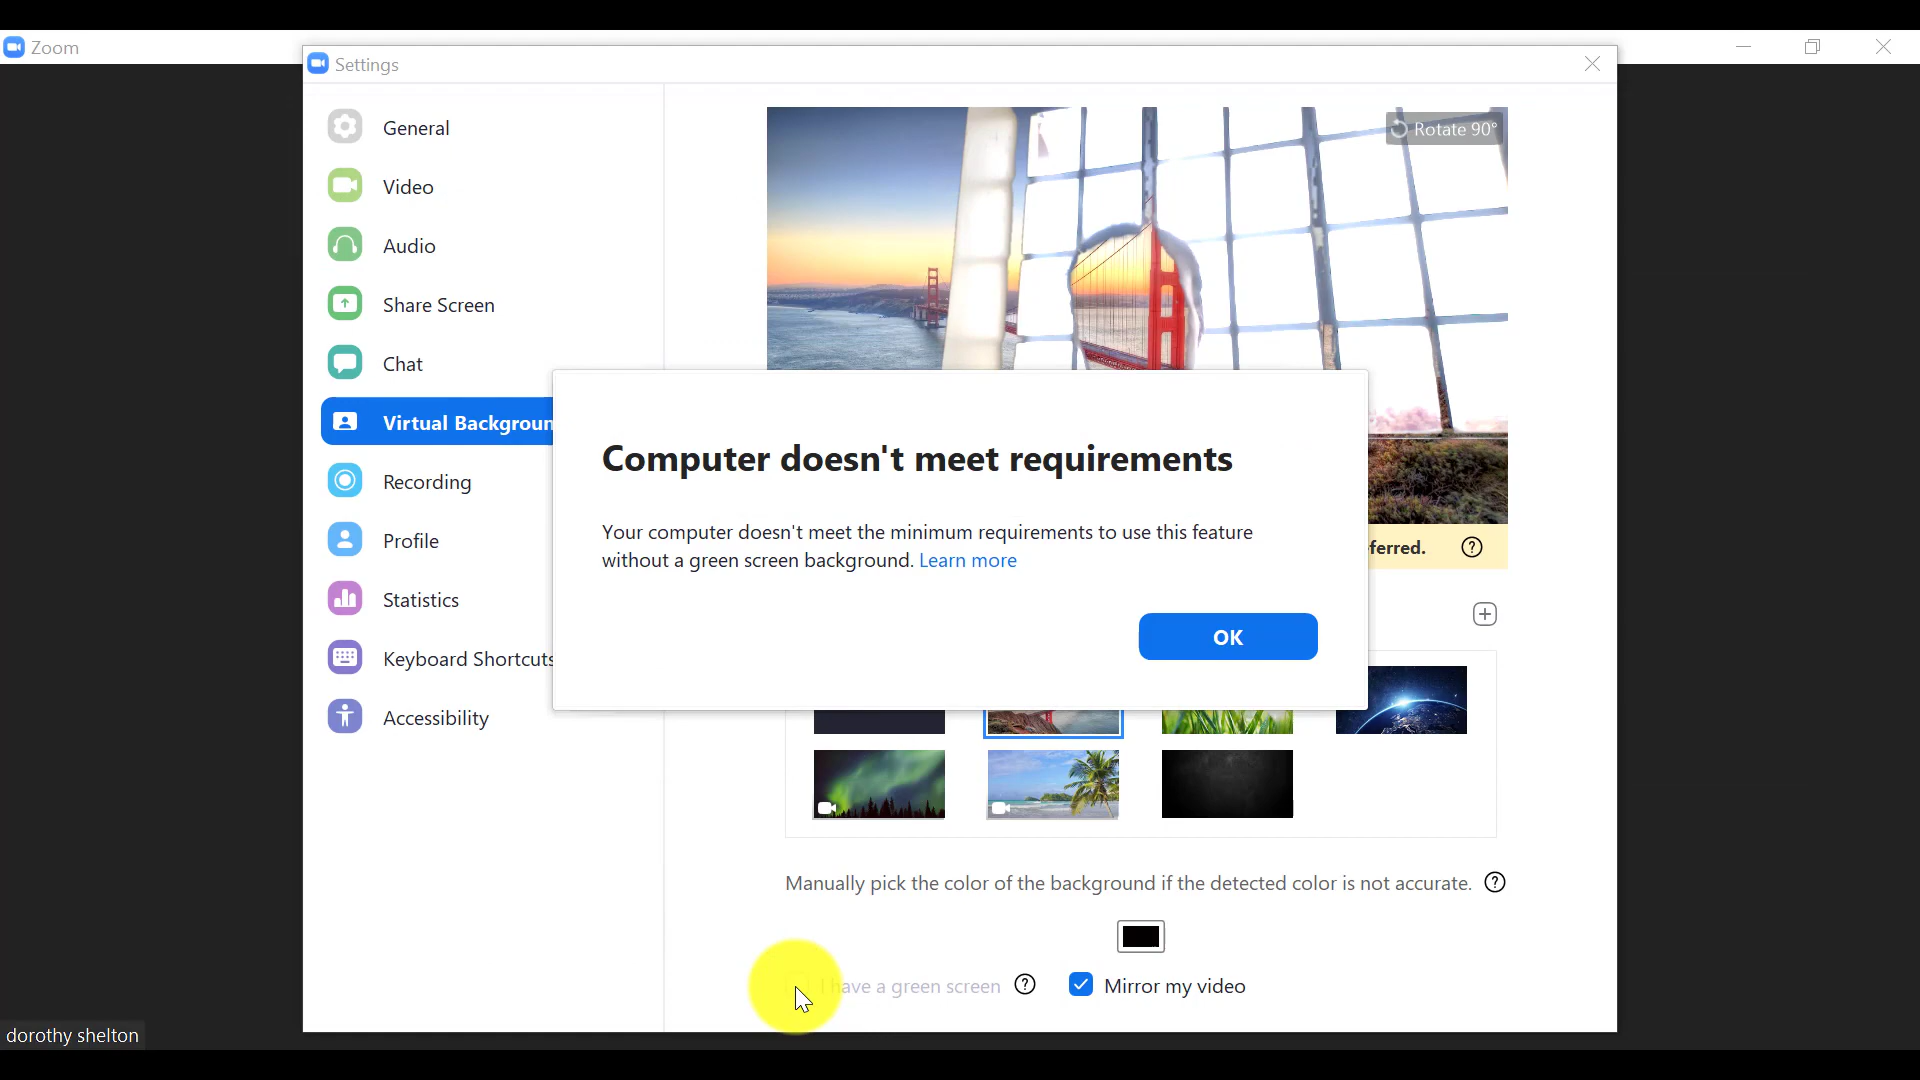 Zoom
Settings
General
Rotate 90°
Video
Audio
Share Screen
Chat
Virtual Backgroun
Computer doesn't meet requirements
Recording
Your computer doesn't meet the minimum requirements to use this feature
without a green screen background. Learn more
Profile
ferred.
Statistics
OK
Keyboard Shortcuts
Accessibility
Manually pick the color of the background if the detected color is not accurate.
I have a green screen
Mirror my video
dorothy shelton